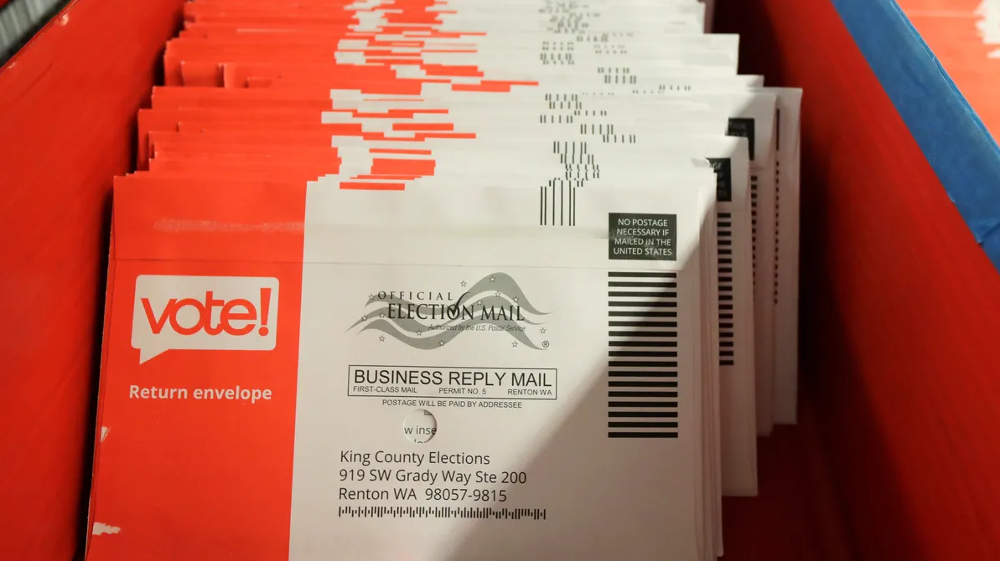 NO POSTAGE
NECESSARY IF
MAILED IN THE
UNITED STATES
vote!
Return envelope
OFFICIAL
ELECTION MAIL
Authorized by the U.S. Postal Service
®
BUSINESS REPLY MAIL
FIRST-CLASS MAIL PERMIT NO. 5 RENTON WA
POSTAGE WILL BE PAID BY ADDRESSEE
w inse
King County Elections
919 SW Grady Way Ste 200
Renton WA 98057-9815